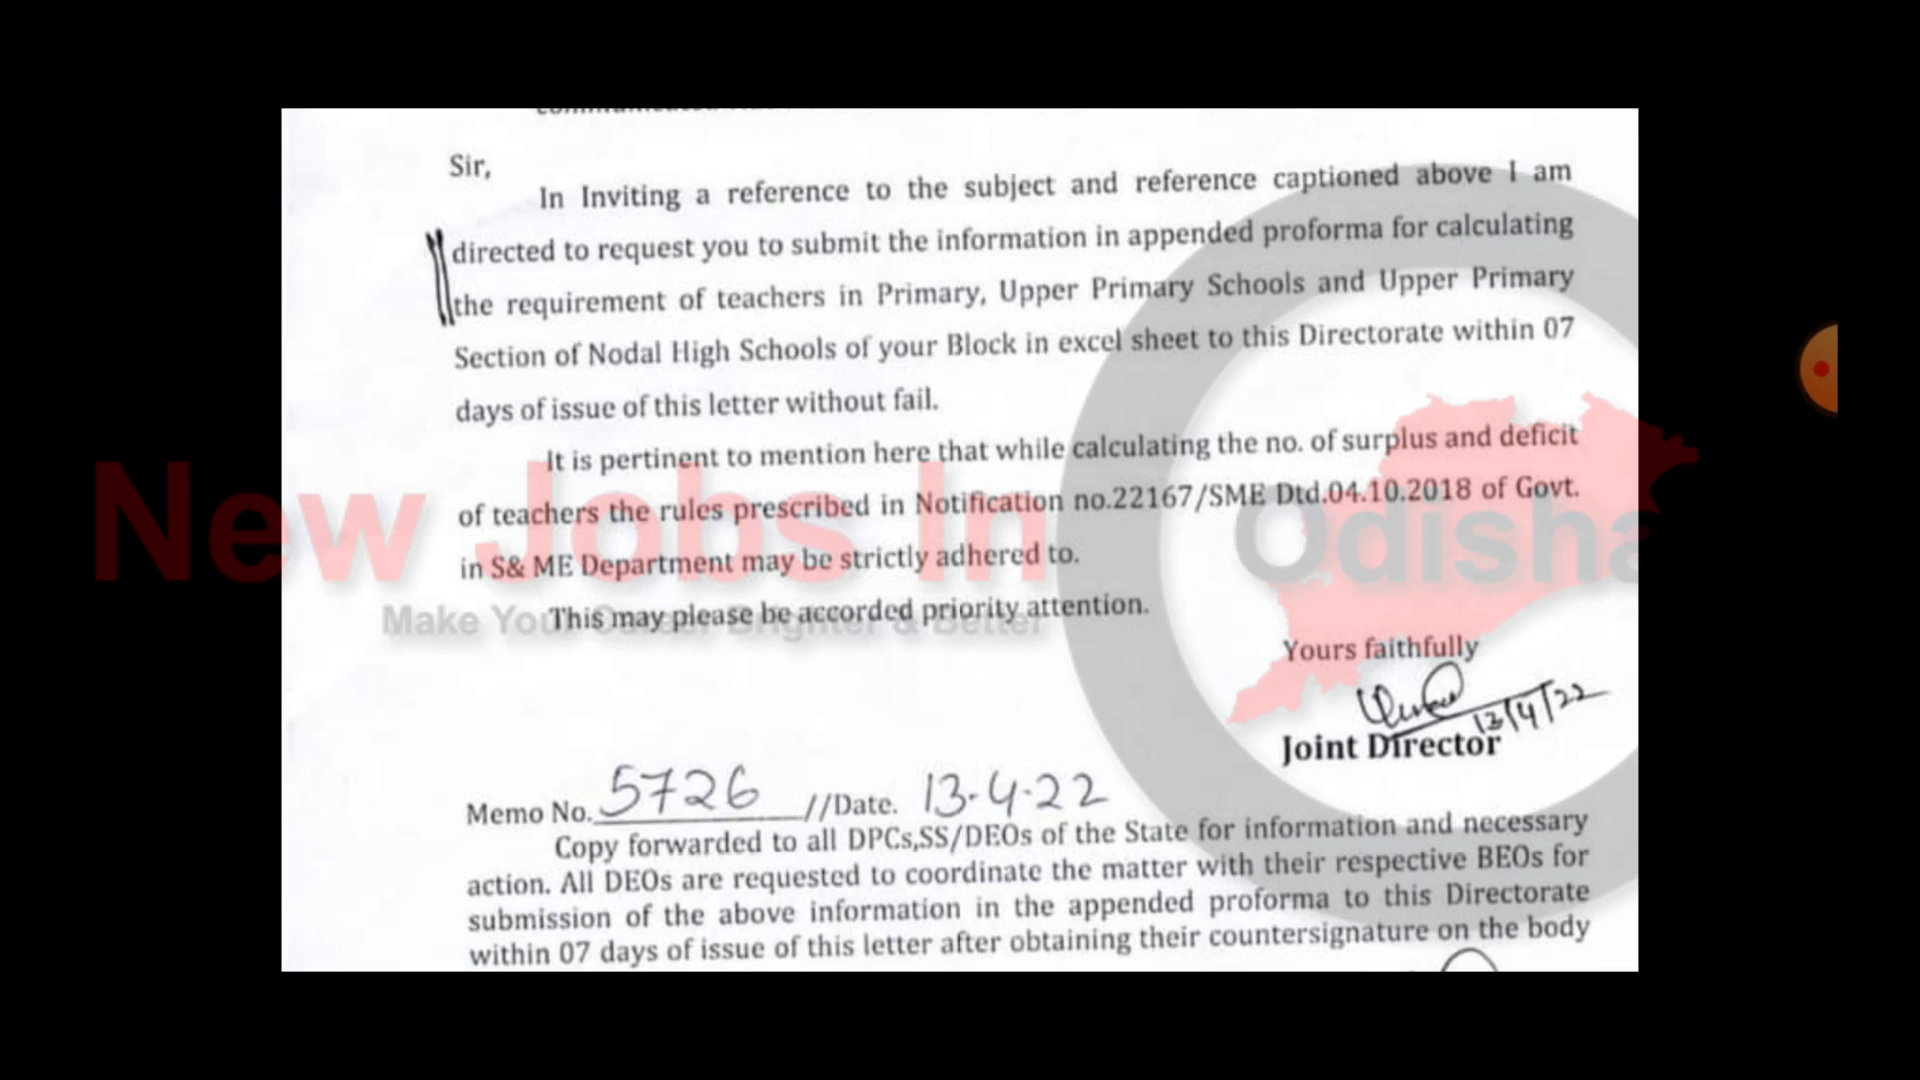 Sir,
In Inviting a reference to the subject and reference captioned above I am
directed to request you to submit the information in appended proforma for calculating
the requirement of teachers in Primary, Upper Primary Schools and Upper Primary
Section of Nodal High Schools of your Block in excel sheet to this Directorate within 07
days of issue of this letter without fail.
It is pertinent to mention here that while calculating the no. of surplus and deficit
of teachers the rules prescribed in Notification no.22167/SME Dtd.04.10.2018 of Govt.
in S& ME Department may be strictly adhered to.
New Jobs In Odisha
This may please be accorded priority attention.
Make Your Career Brighter & Better
Yours faithfully
13/4/22
Joint Director
Memo No. 5726 //Date. 13-4-22
Copy forwarded to all DPCs,SS/DEOs of the State for information and necessary
action. All DEOs are requested to coordinate the matter with their respective BEOs for
submission of the above information in the appended proforma to this Directorate
within 07 days of issue of this letter after obtaining their countersignature on the body